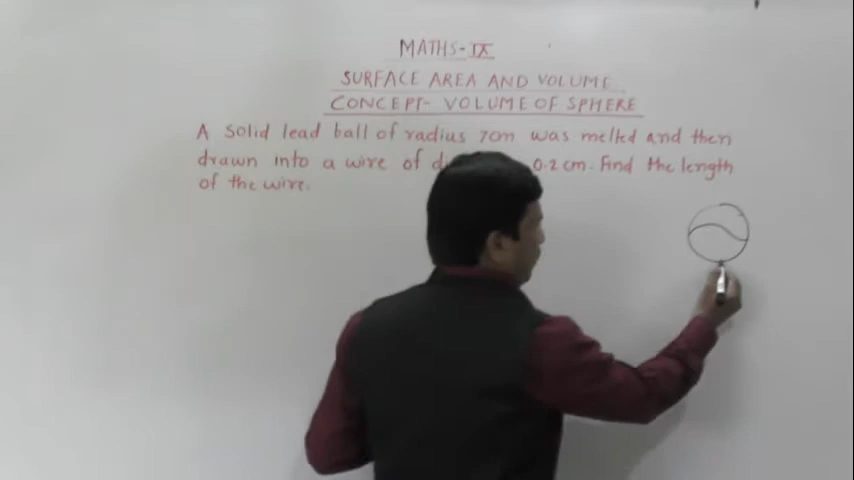 MATHS-IX
SURFACE AREA AND VOLUME
CONCEPT- VOLUME OF SPHERE
A solid lead ball of radius 7cm was melted and then
drawn into a wire of 0.2 cm. Find the length
of the wire.